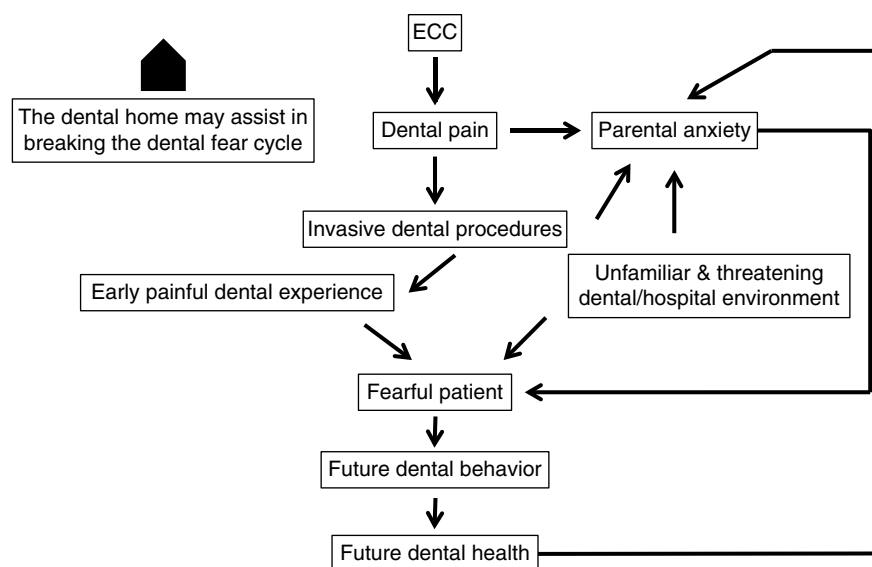 ECC
The dental home may assist in
breaking the dental fear cycle
Dental pain
Parental anxiety
Invasive dental procedures
Unfamiliar & threatening
dental/hospital environment
Early painful dental experience
Fearful patient
Future dental behavior
Future dental health